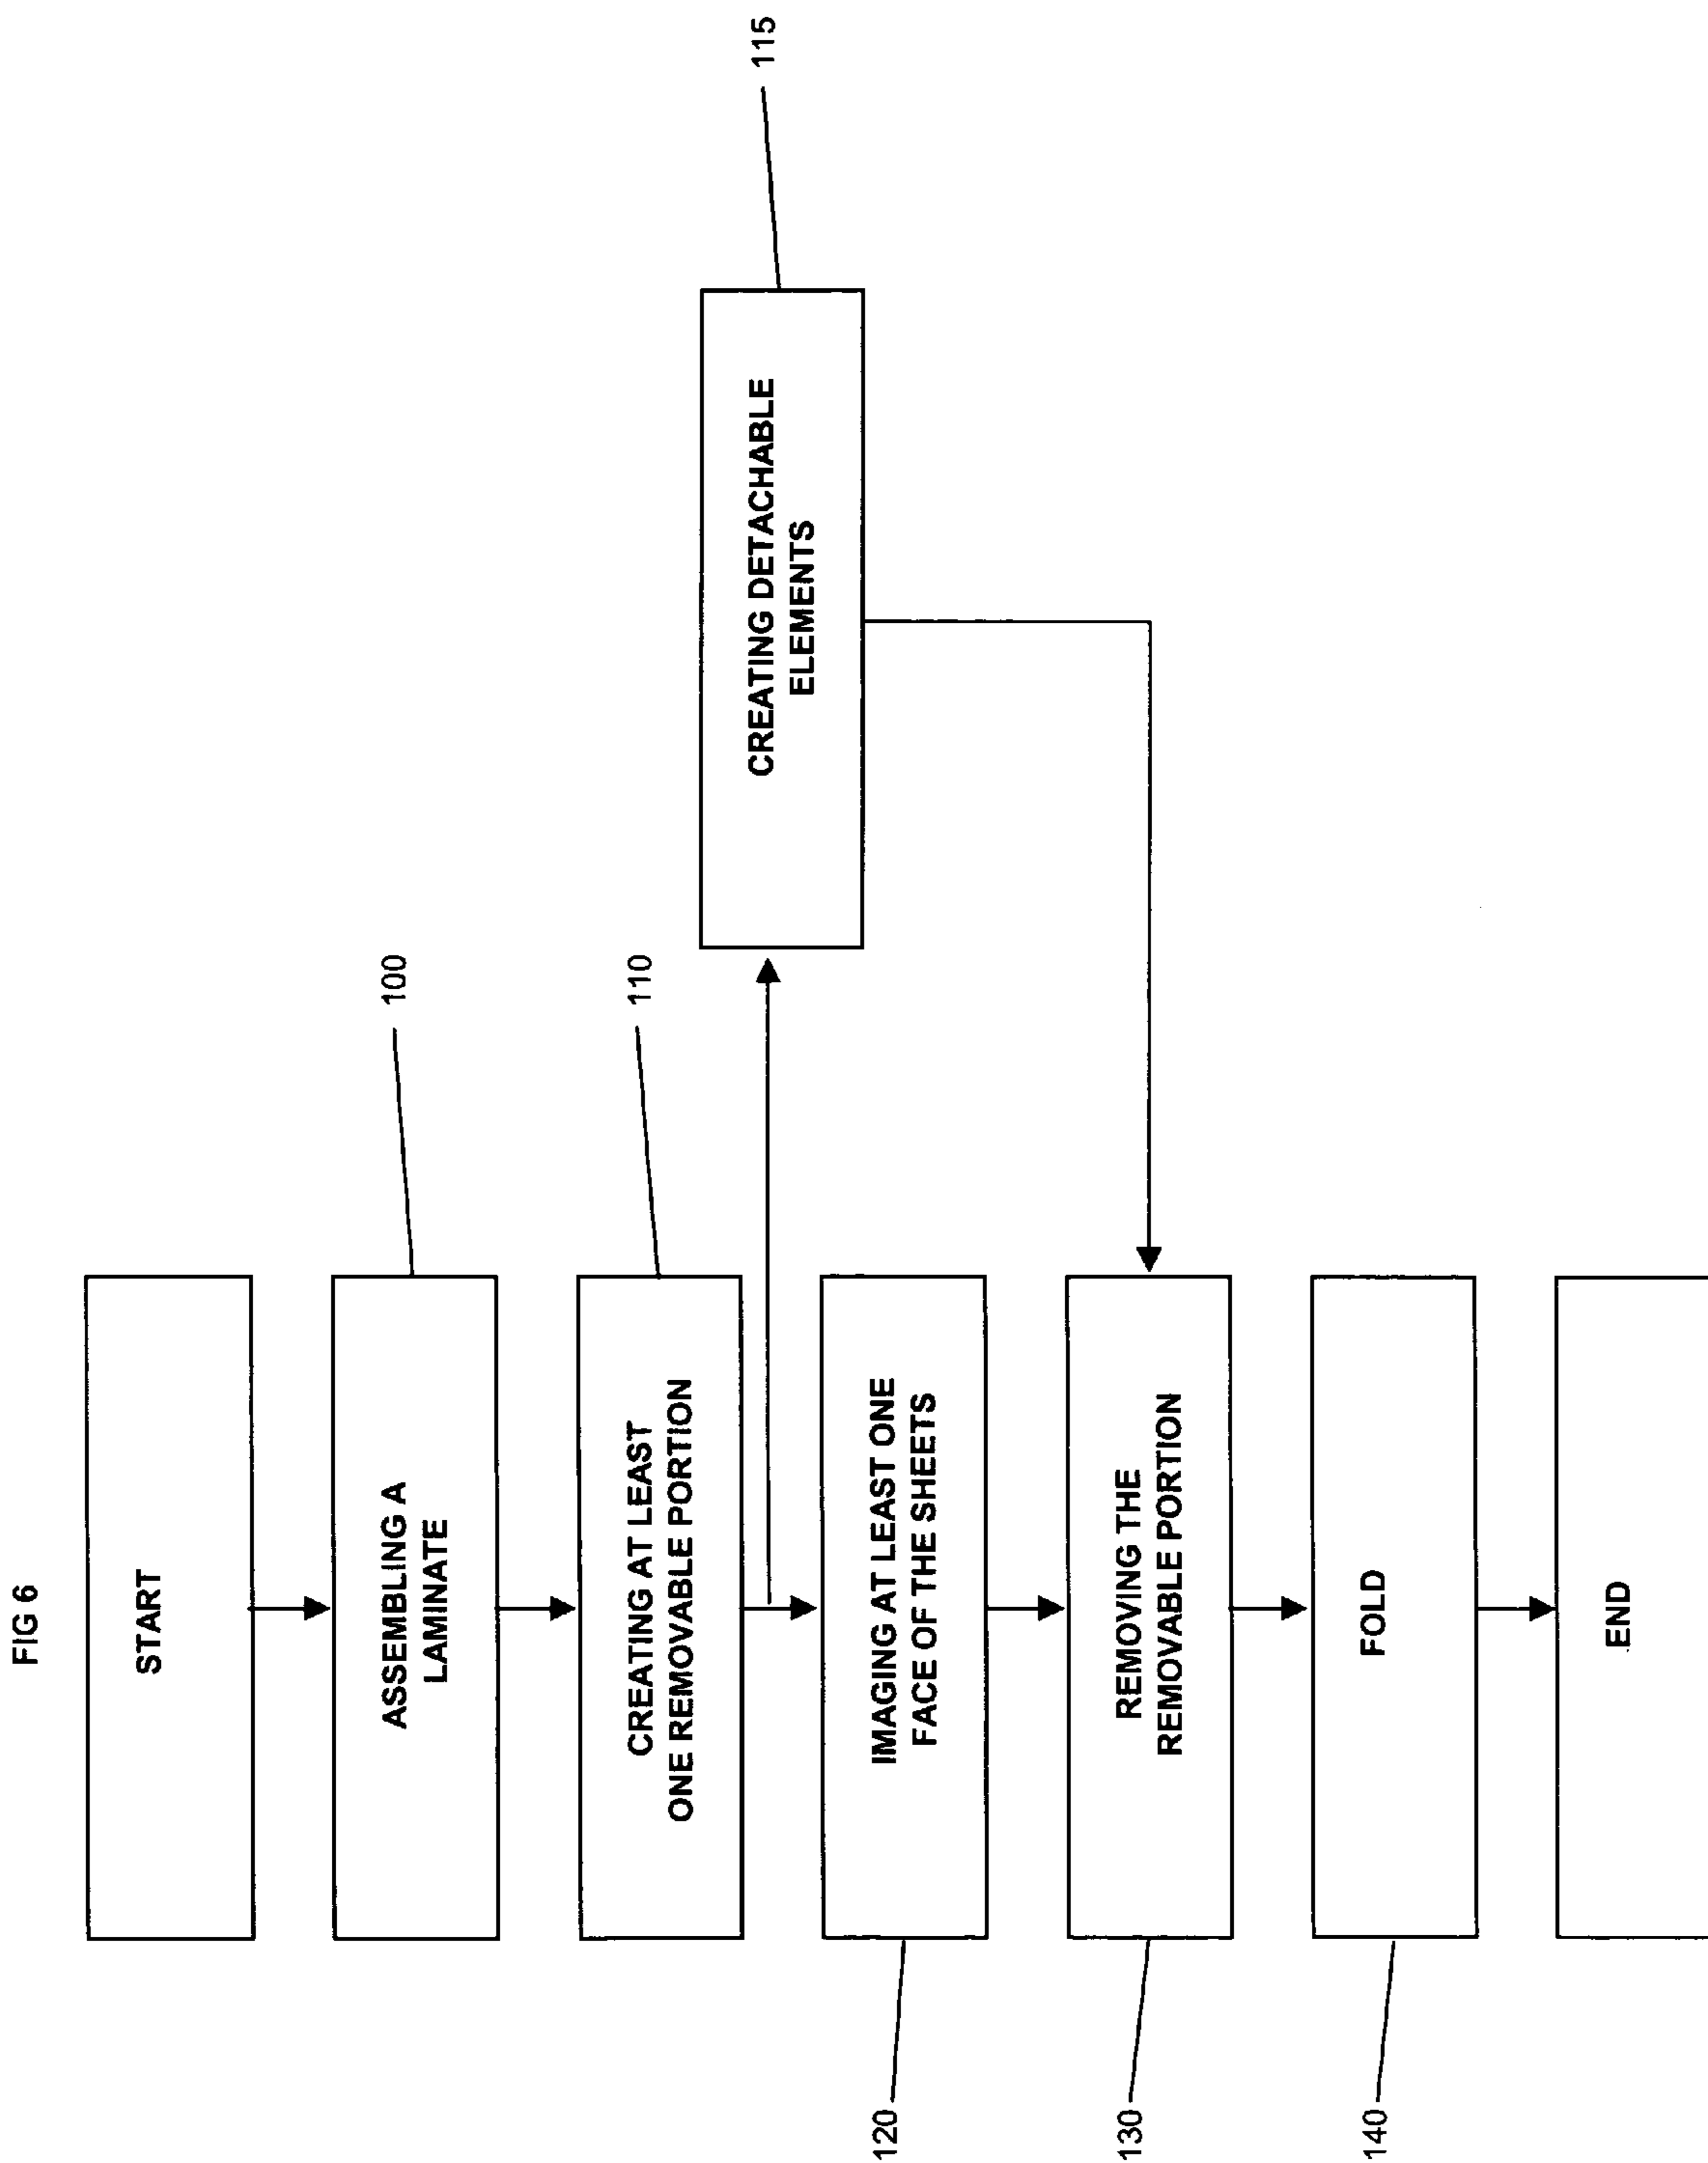 FIG 6
START
ASSEMBLING A
LAMINATE
100
CREATING AT LEAST
ONE REMOVABLE PORTION
110
CREATING DETACHABLE
ELEMENTS
115
IMAGING AT LEAST ONE
FACE OF THE SHEETS
120
REMOVING THE
REMOVABLE PORTION
130
FOLD
140
END